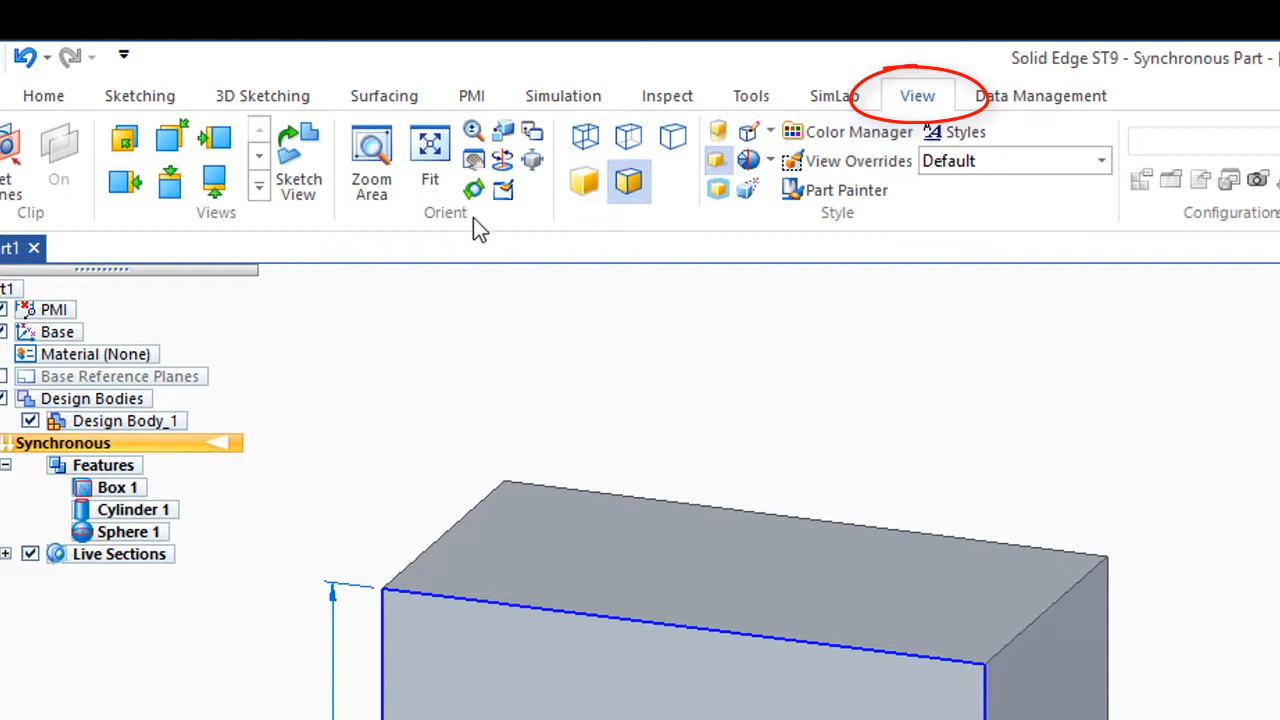 Solid Edge ST9 - Synchronous Part - [
Home Sketching 3D Sketching Surfacing PMI Simulation Inspect Tools SimLab View Data Management
Color Manager Styles
View Overrides Default
Part Painter
On
Sketch View
Zoom Area
Fit
Clip Views Orient Style Configurations
PMI
Base
Material (None)
Base Reference Planes
Design Bodies
Design Body_1
Synchronous
Features
Box 1
Cylinder 1
Sphere 1
Live Sections